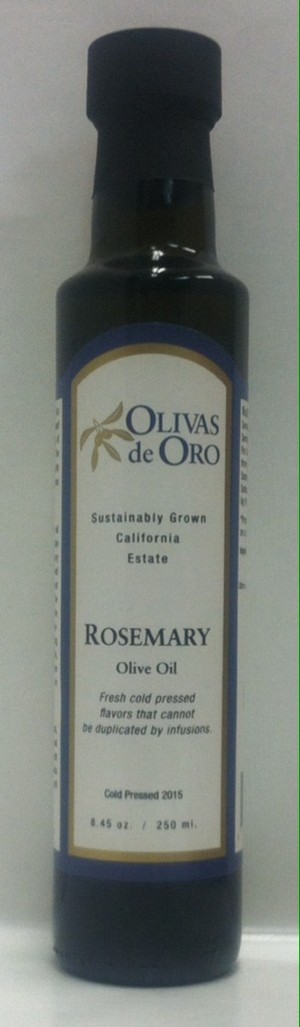 OLIVAS
de ORO
Sustainably Grown
California
Estate
ROSEMARY
Olive Oil
Fresh cold pressed
flavors that cannot
be duplicated by infusions.
Cold Pressed 2015
8.45 oz. / 250 ml.